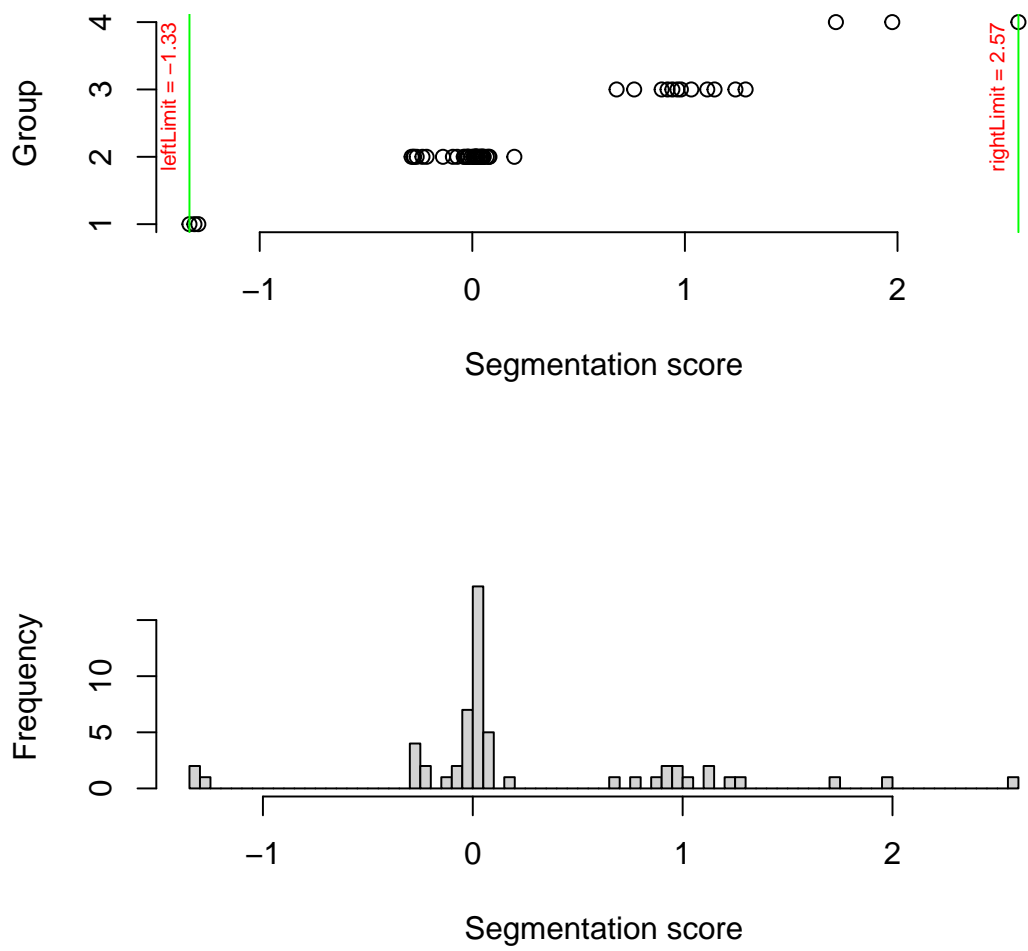 4
3
2
1
Group
leftLimit = −1.33
rightLimit = 2.57
−1 0 1 2
Segmentation score
10
5
0
Frequency
−1 0 1 2
Segmentation score